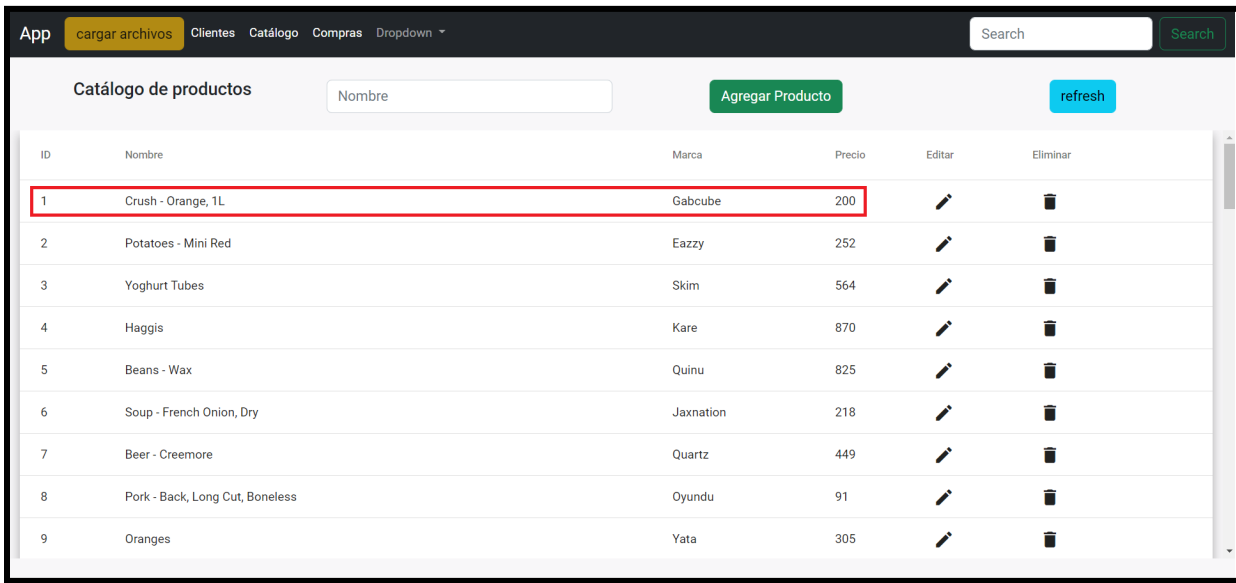 App cargar archivos Clientes Catálogo Compras Dropdown Search Search
Catálogo de productos Nombre Agregar Producto refresh
ID Nombre Marca Precio Editar Eliminar
1 Crush - Orange, 1L Gabcube 200
2 Potatoes - Mini Red Eazzy 252
3 Yoghurt Tubes Skim 564
4 Haggis Kare 870
5 Beans - Wax Quinu 825
6 Soup - French Onion, Dry Jaxnation 218
7 Beer - Creemore Quartz 449
8 Pork - Back, Long Cut, Boneless Oyundu 91
9 Oranges Yata 305